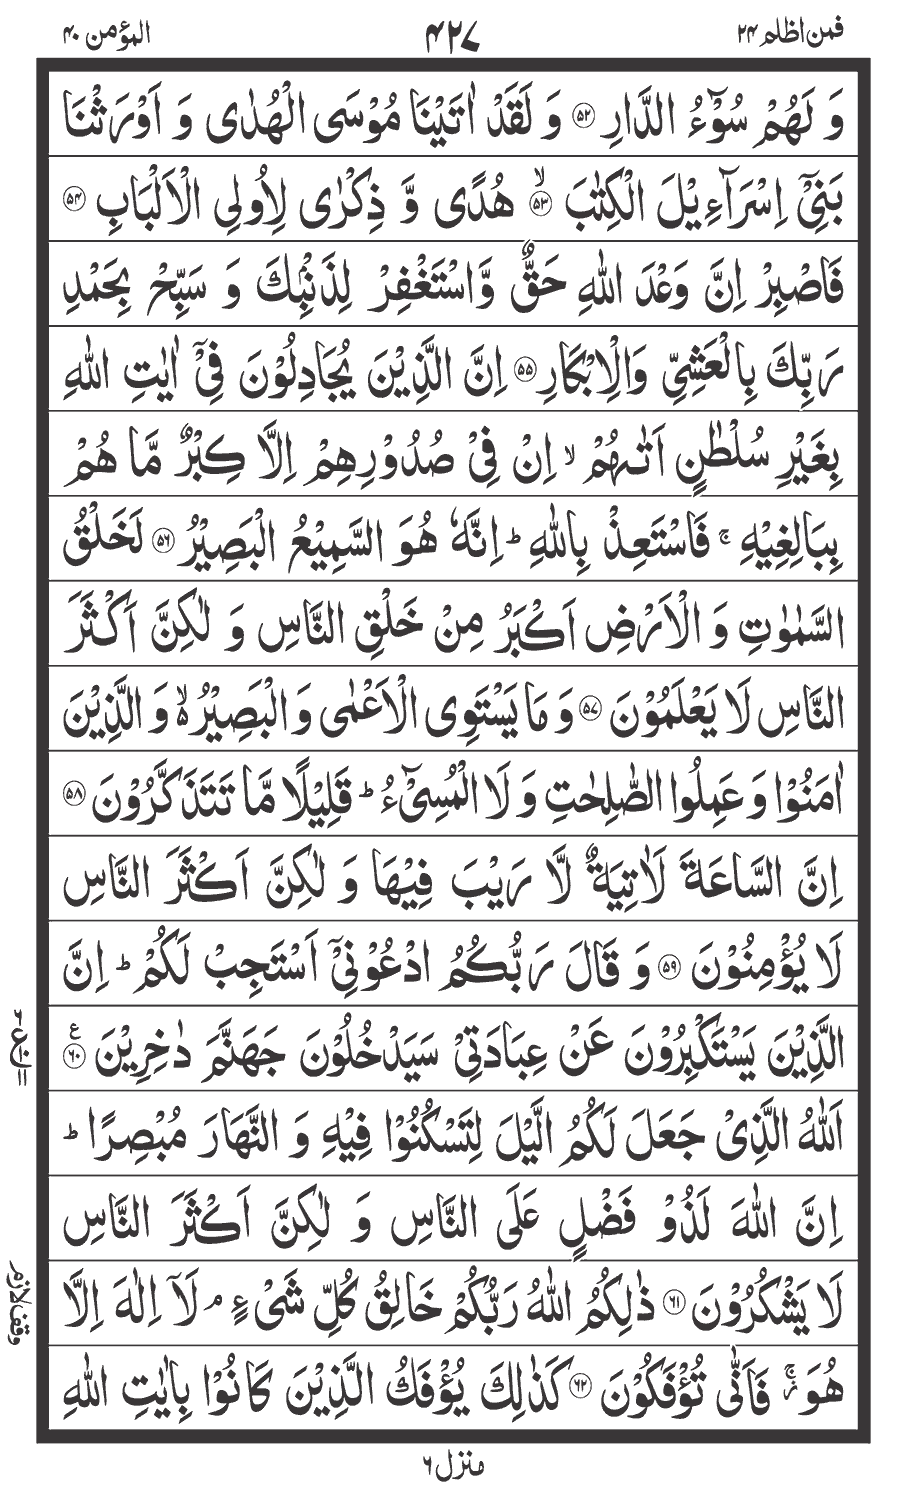 المؤمن ۴۰ ۴۲۷ فمن اظلم ۲۴
وَ لَهُمْ سُوْٓءُ الدَّارِ ۝۵۲ وَ لَقَدْ اٰتَیْنَا مُوْسَی الْهُدٰی وَ اَوْرَثْنَا
بَنِیْۤ اِسْرَآءِیْلَ الْكِتٰبَ ۝۵۳ۙ هُدًی وَّ ذِكْرٰی لِاُولِی الْاَلْبَابِ ۝۵۴
فَاصْبِرْ اِنَّ وَعْدَ اللّٰهِ حَقٌّ وَّاسْتَغْفِرْ لِذَنْۢبِكَ وَ سَبِّحْ بِحَمْدِ
رَبِّكَ بِالْعَشِیِّ وَالْاِبْكَارِ ۝۵۵ اِنَّ الَّذِیْنَ یُجَادِلُوْنَ فِیْۤ اٰیٰتِ اللّٰهِ
بِغَیْرِ سُلْطٰنٍ اَتٰىهُمْ ۙ اِنْ فِیْ صُدُوْرِهِمْ اِلَّا كِبْرٌ مَّا هُمْ
بِبَالِغِیْهِ ۚ فَاسْتَعِذْ بِاللّٰهِ ؕ اِنَّهٗ هُوَ السَّمِیْعُ الْبَصِیْرُ ۝۵۶ لَخَلْقُ
السَّمٰوٰتِ وَ الْاَرْضِ اَكْبَرُ مِنْ خَلْقِ النَّاسِ وَ لٰكِنَّ اَكْثَرَ
النَّاسِ لَا یَعْلَمُوْنَ ۝۵۷ وَ مَا یَسْتَوِی الْاَعْمٰی وَ الْبَصِیْرُ ۙ۬ وَ الَّذِیْنَ
اٰمَنُوْا وَ عَمِلُوا الصّٰلِحٰتِ وَ لَا الْمُسِیْٓءُ ؕ قَلِیْلًا مَّا تَتَذَكَّرُوْنَ ۝۵۸
اِنَّ السَّاعَةَ لَاٰتِیَةٌ لَّا رَیْبَ فِیْهَا وَ لٰكِنَّ اَكْثَرَ النَّاسِ
لَا یُؤْمِنُوْنَ ۝۵۹ وَ قَالَ رَبُّكُمُ ادْعُوْنِیْۤ اَسْتَجِبْ لَكُمْ ؕ اِنَّ
الَّذِیْنَ یَسْتَكْبِرُوْنَ عَنْ عِبَادَتِیْ سَیَدْخُلُوْنَ جَهَنَّمَ دٰخِرِیْنَ ۝۶۰ع
اَللّٰهُ الَّذِیْ جَعَلَ لَكُمُ الَّیْلَ لِتَسْكُنُوْا فِیْهِ وَ النَّهَارَ مُبْصِرًا ؕ
اِنَّ اللّٰهَ لَذُوْ فَضْلٍ عَلَی النَّاسِ وَ لٰكِنَّ اَكْثَرَ النَّاسِ
لَا یَشْكُرُوْنَ ۝۶۱ ذٰلِكُمُ اللّٰهُ رَبُّكُمْ خَالِقُ كُلِّ شَیْءٍ ۘ لَاۤ اِلٰهَ اِلَّا
هُوَ ۚ٘ فَاَنّٰی تُؤْفَكُوْنَ ۝۶۲ كَذٰلِكَ یُؤْفَكُ الَّذِیْنَ كَانُوْا بِاٰیٰتِ اللّٰهِ
وقف لازم
منزل ۶